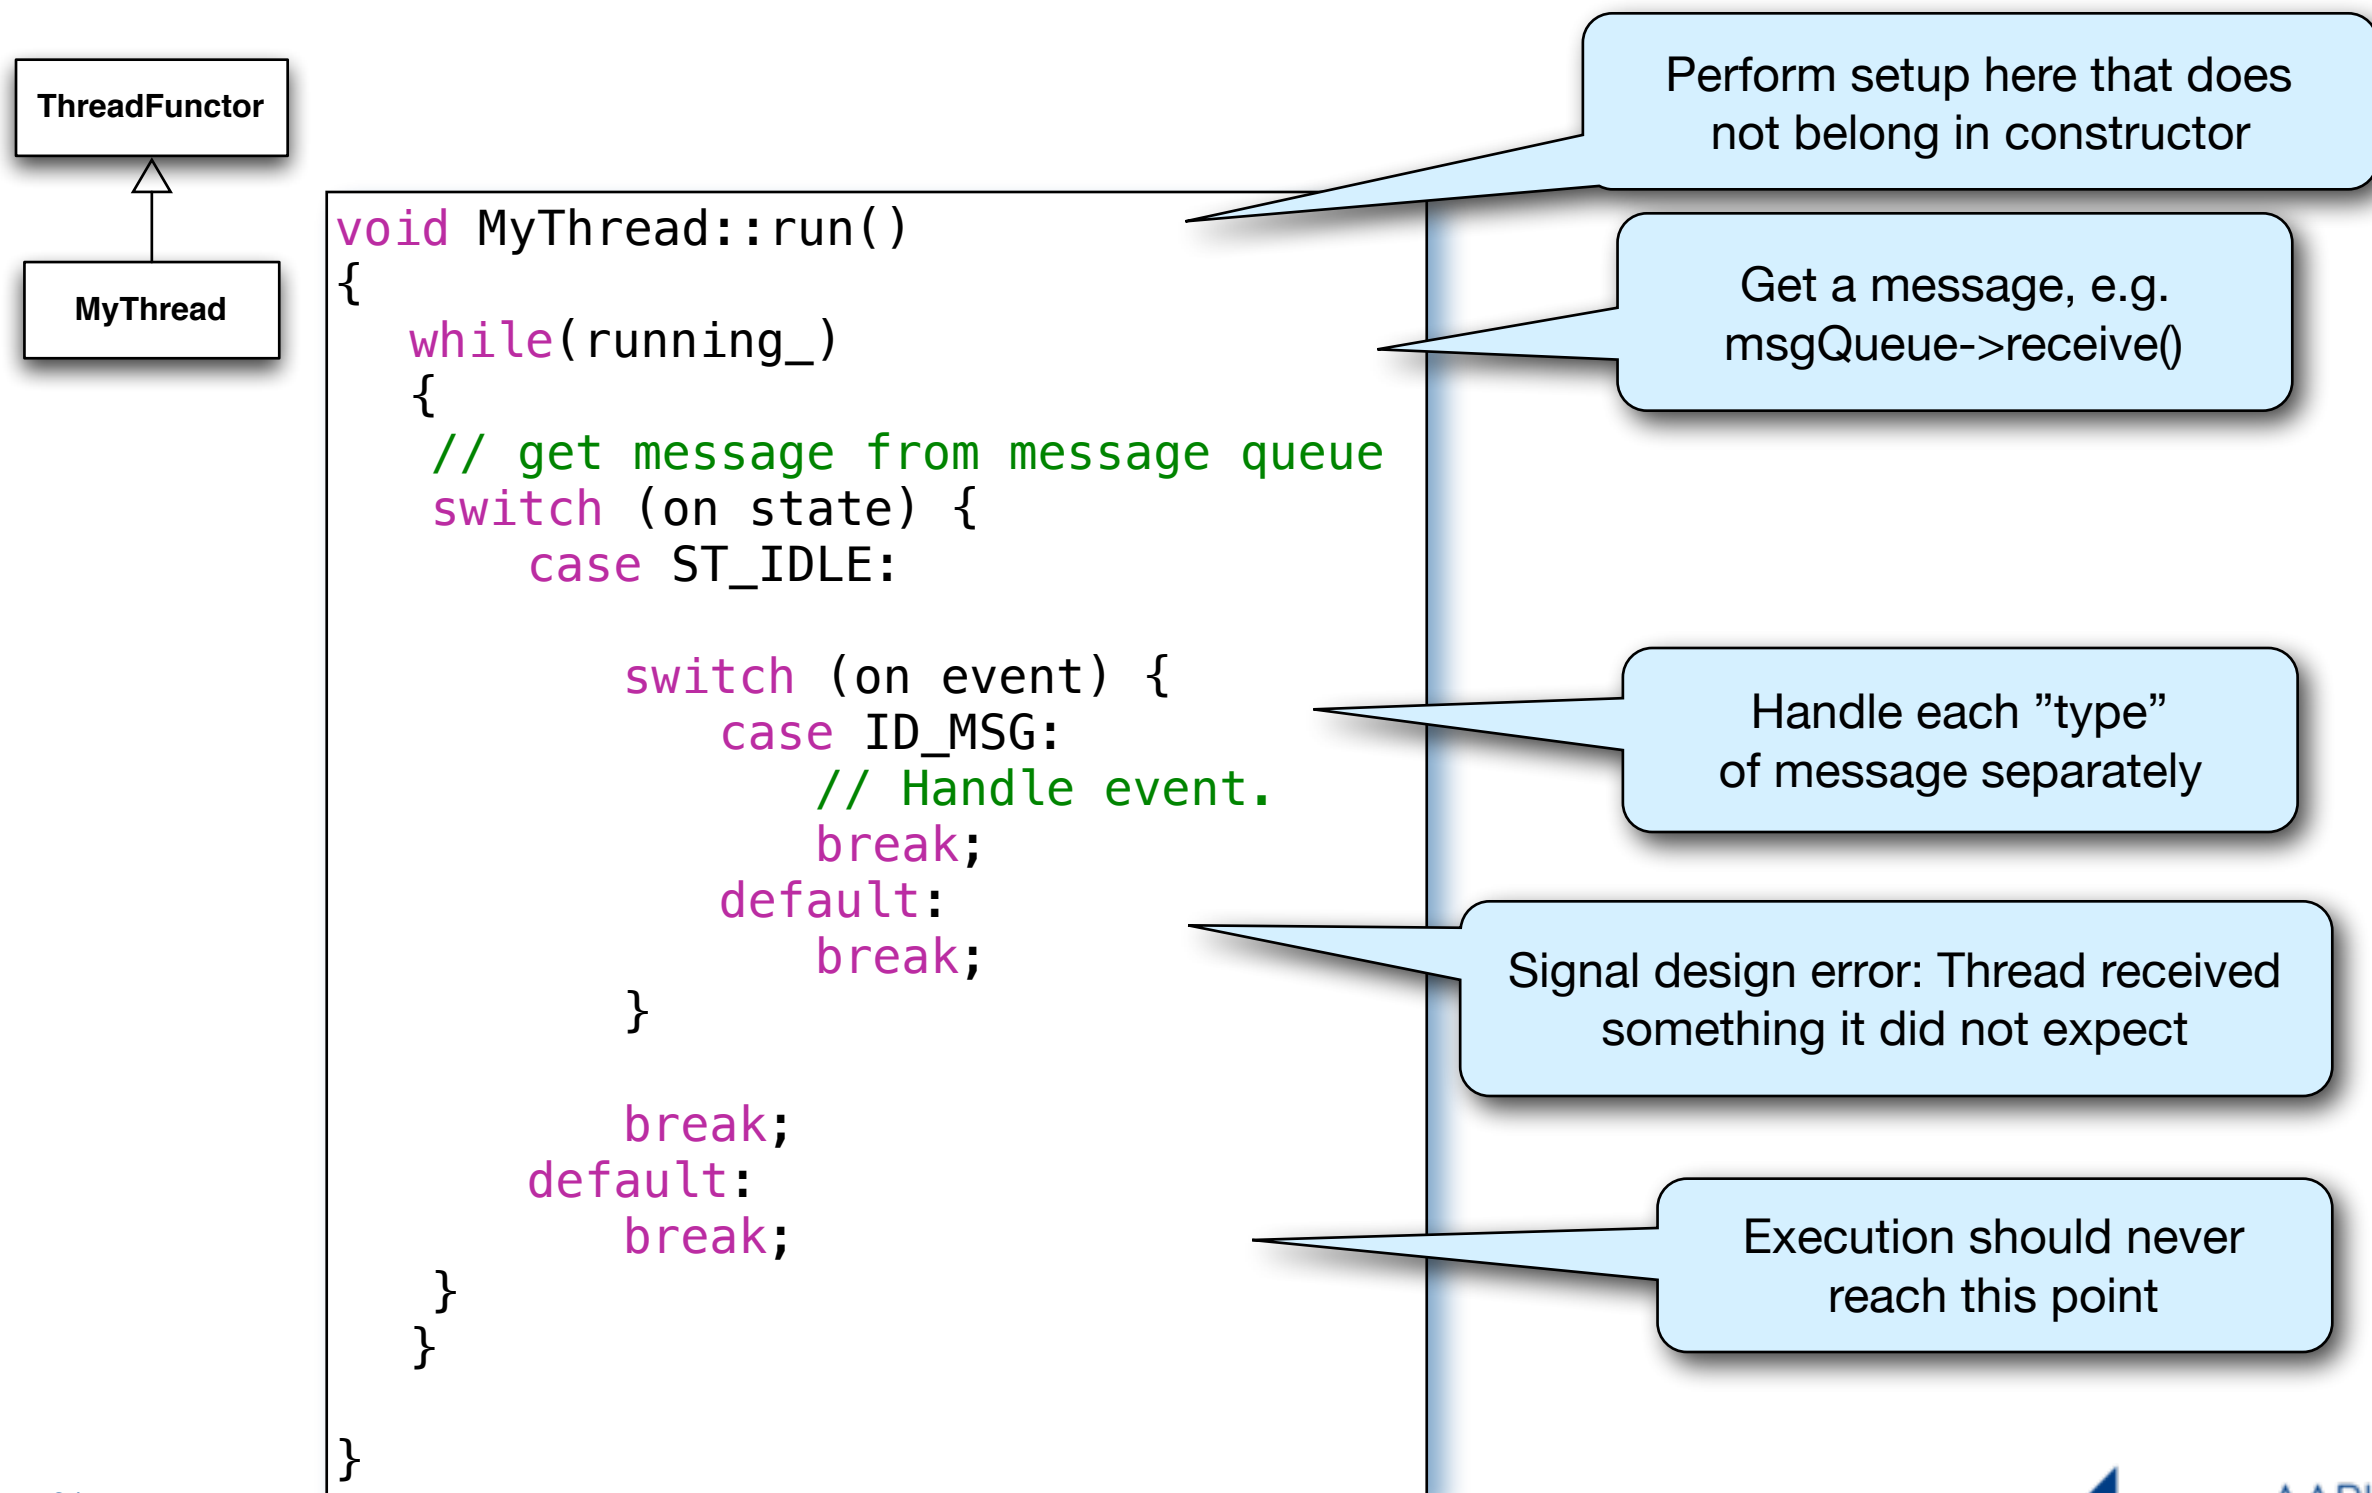 ThreadFunctor
MyThread
void MyThread::run()
{
while(running_)
{
// get message from message queue
switch (on state) {
case ST_IDLE:
switch (on event) {
case ID_MSG:
// Handle event.
break;
default:
break;
}
break;
default:
break;
}
}
}
Perform setup here that does
not belong in constructor
Get a message, e.g.
msgQueue->receive()
Handle each ”type”
of message separately
Signal design error: Thread received
something it did not expect
Execution should never
reach this point